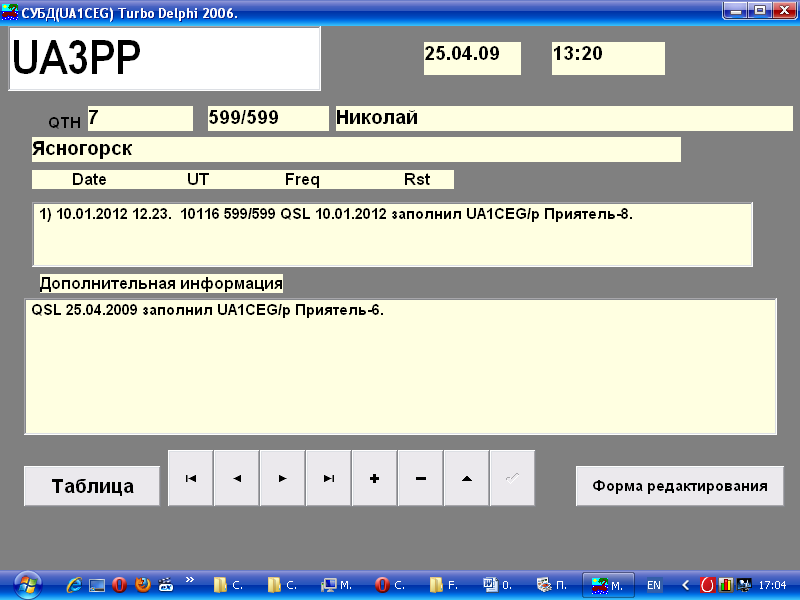 СУБД(UA1CEG) Turbo Delphi 2006.
UA3PP
25.04.09 13:20
QTH 7 599/599 Николай
Ясногорск
Date UT Freq Rst
1) 10.01.2012 12.23. 10116 599/599 QSL 10.01.2012 заполнил UA1CEG/р Приятель-8.
Дополнительная информация
QSL 25.04.2009 заполнил UA1CEG/р Приятель-6.
Таблица
Форма редактирования
С. С. М. С. F. 0. П. М. EN 17:04